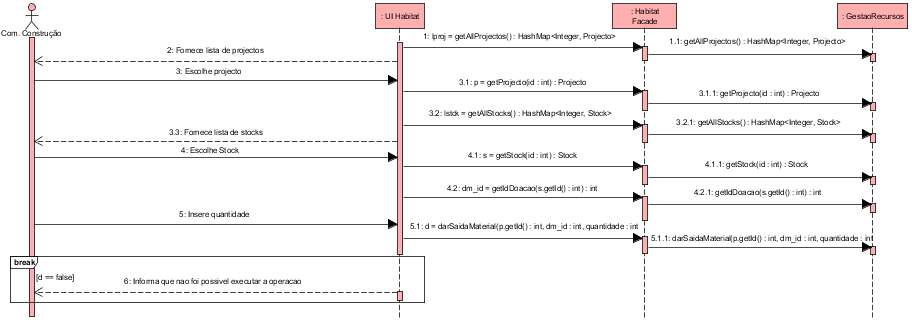 Com. Construção
: UI Habitat
: Habitat
Facade
: GestaoRecursos
1: lproj = getAllProjectos() : HashMap<Integer, Projecto>
1.1: getAllProjectos() : HashMap<Integer, Projecto>
2: Fornece lista de projectos
3: Escolhe projecto
3.1: p = getProjecto(id : int) : Projecto
3.1.1: getProjecto(id : int) : Projecto
3.2: lstck = getAllStocks() : HashMap<Integer, Stock>
3.2.1: getAllStocks() : HashMap<Integer, Stock>
3.3: Fornece lista de stocks
4: Escolhe Stock
4.1: s = getStock(id : int) : Stock
4.1.1: getStock(id : int) : Stock
4.2: dm_id = getIdDoacao(s.getId() : int) : int
4.2.1: getIdDoacao(s.getId() : int) : int
5: Insere quantidade
5.1: d = darSaidaMaterial(p.getId() : int, dm_id : int, quantidade : int
5.1.1: darSaidaMaterial(p.getId() : int, dm_id : int, quantidade : int
break
[d == false]
6: Informa que nao foi possivel executar a operacao